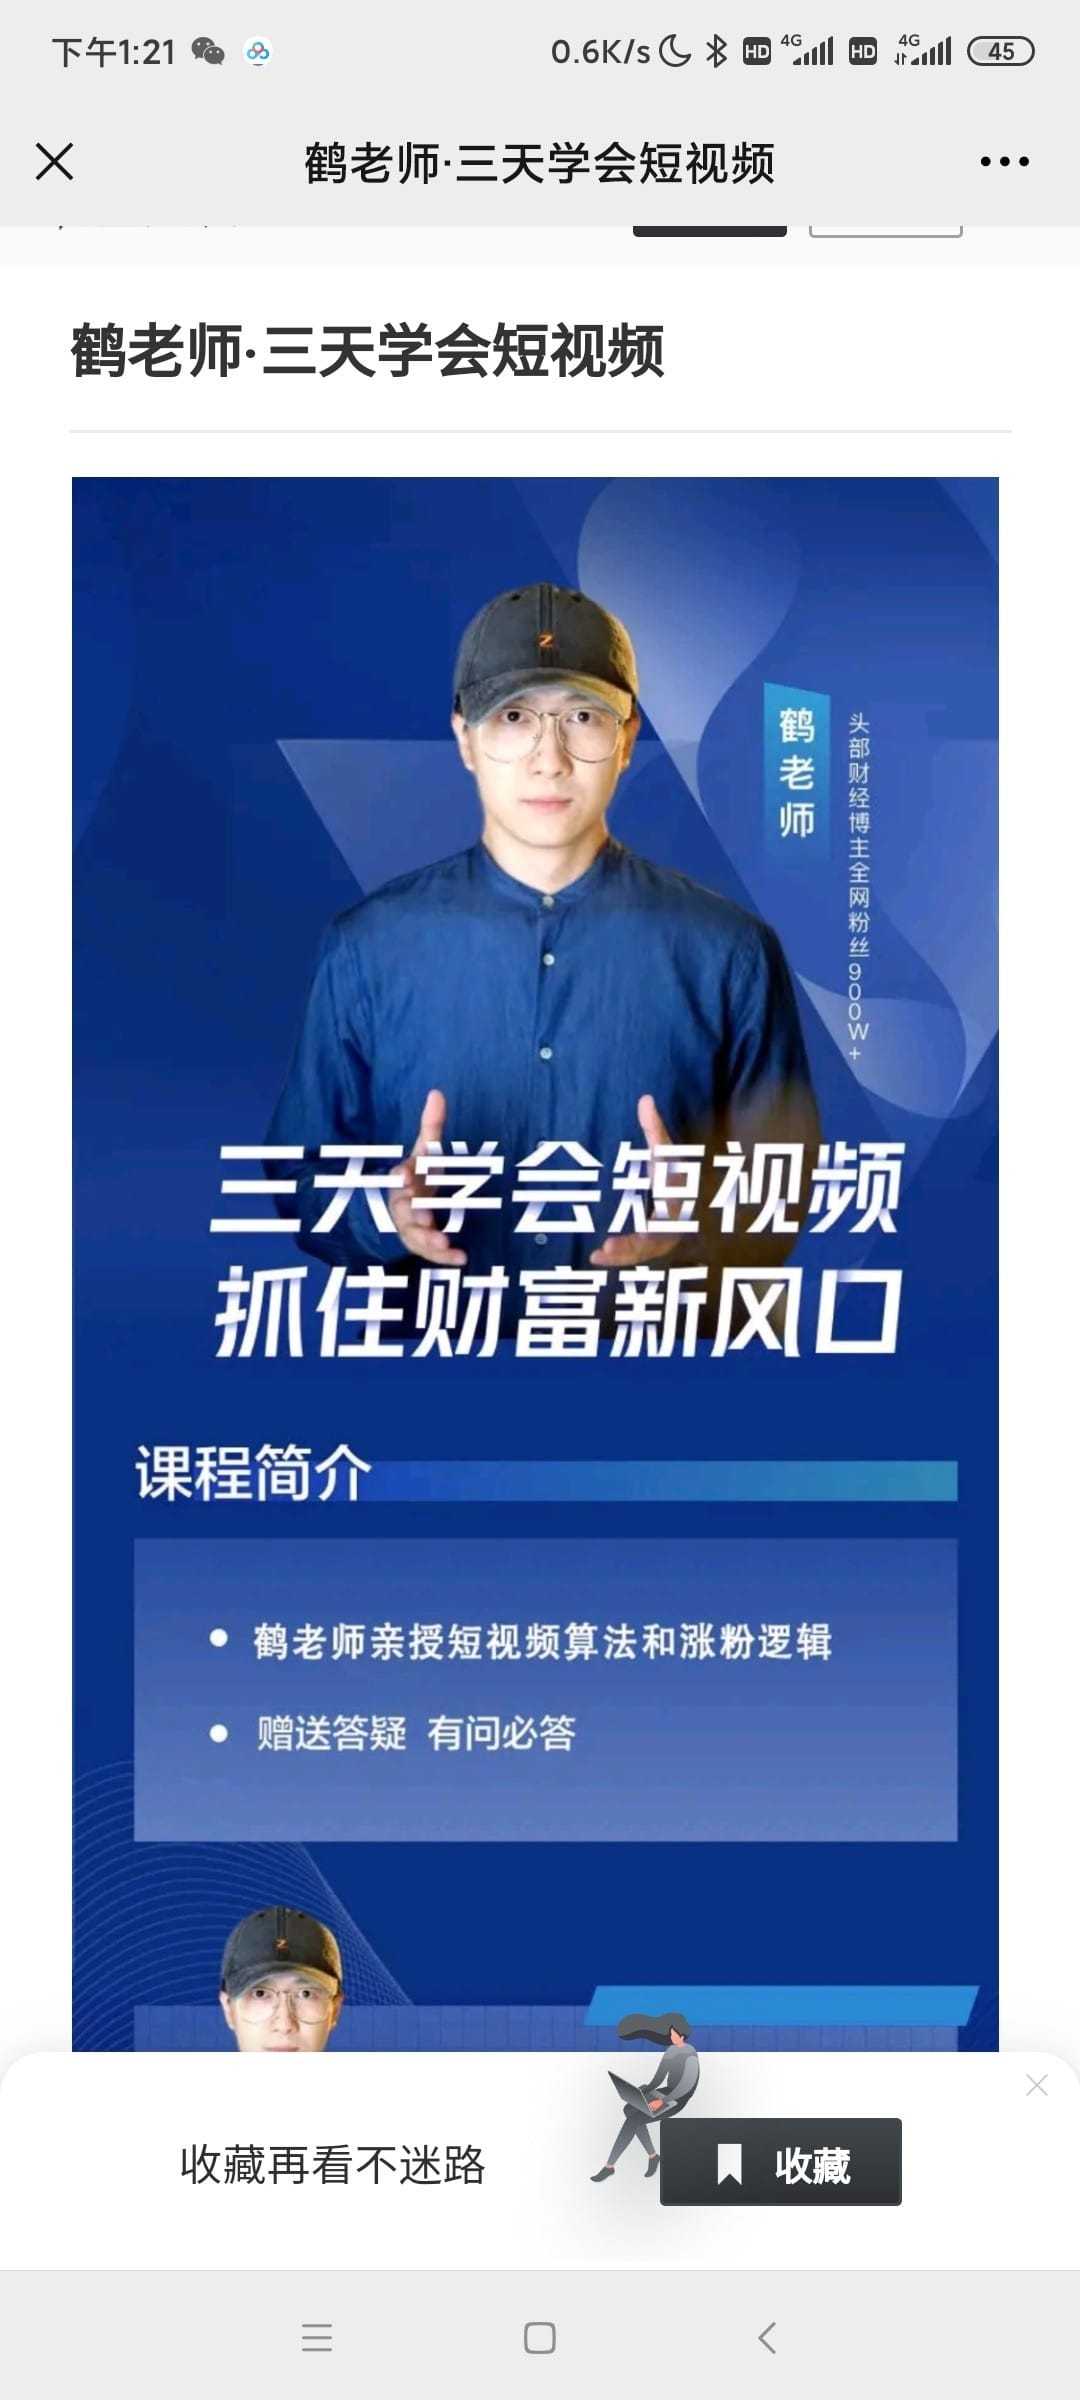 下午1:21
0.6K/s
HD
4G
HD
4G
45
鹤老师·三天学会短视频
鹤老师·三天学会短视频
Z
鹤老师
头部财经博主全网粉丝900W+
三天学会短视频
抓住财富新风口
课程简介
鹤老师亲授短视频算法和涨粉逻辑
赠送答疑 有问必答
Z
收藏再看不迷路
收藏